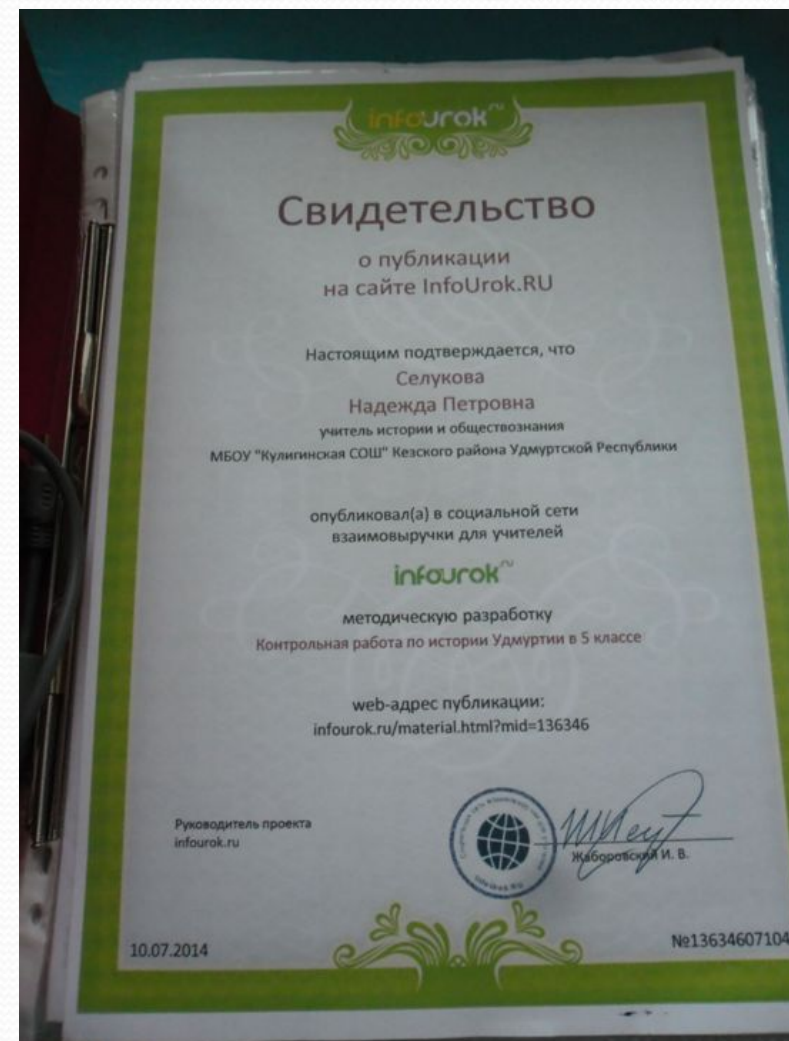 infourok.ru
Свидетельство
о публикации
на сайте InfoUrok.RU
Настоящим подтверждается, что
Селукова
Надежда Петровна
учитель истории и обществознания
МБОУ "Кулигинская СОШ" Кезского района Удмуртской Республики
опубликовал(а) в социальной сети
взаимовыручки для учителей
infourok.ru
методическую разработку
Контрольная работа по истории Удмуртии в 5 классе
web-адрес публикации:
infourok.ru/material.html?mid=136346
Руководитель проекта
infourok.ru
Жаборовский И. В.
10.07.2014
№13634607104